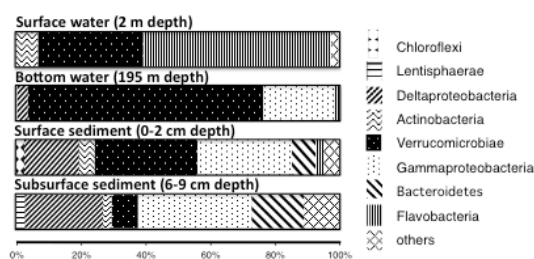 Surface water (2 m depth)
Bottom water (195 m depth)
Surface sediment (0-2 cm depth)
Subsurface sediment (6-9 cm depth)
0% 20% 40% 60% 80% 100%
Chloroflexi
Lentisphaerae
Deltaproteobacteria
Actinobacteria
Verrucomicrobiae
Gammaproteobacteria
Bacteroidetes
Flavobacteria
others